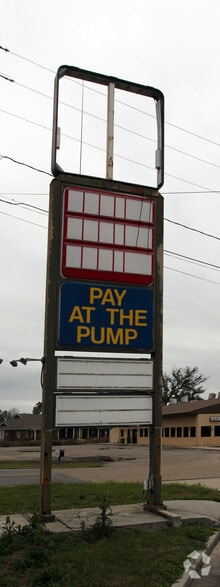 PAY
AT THE
PUMP